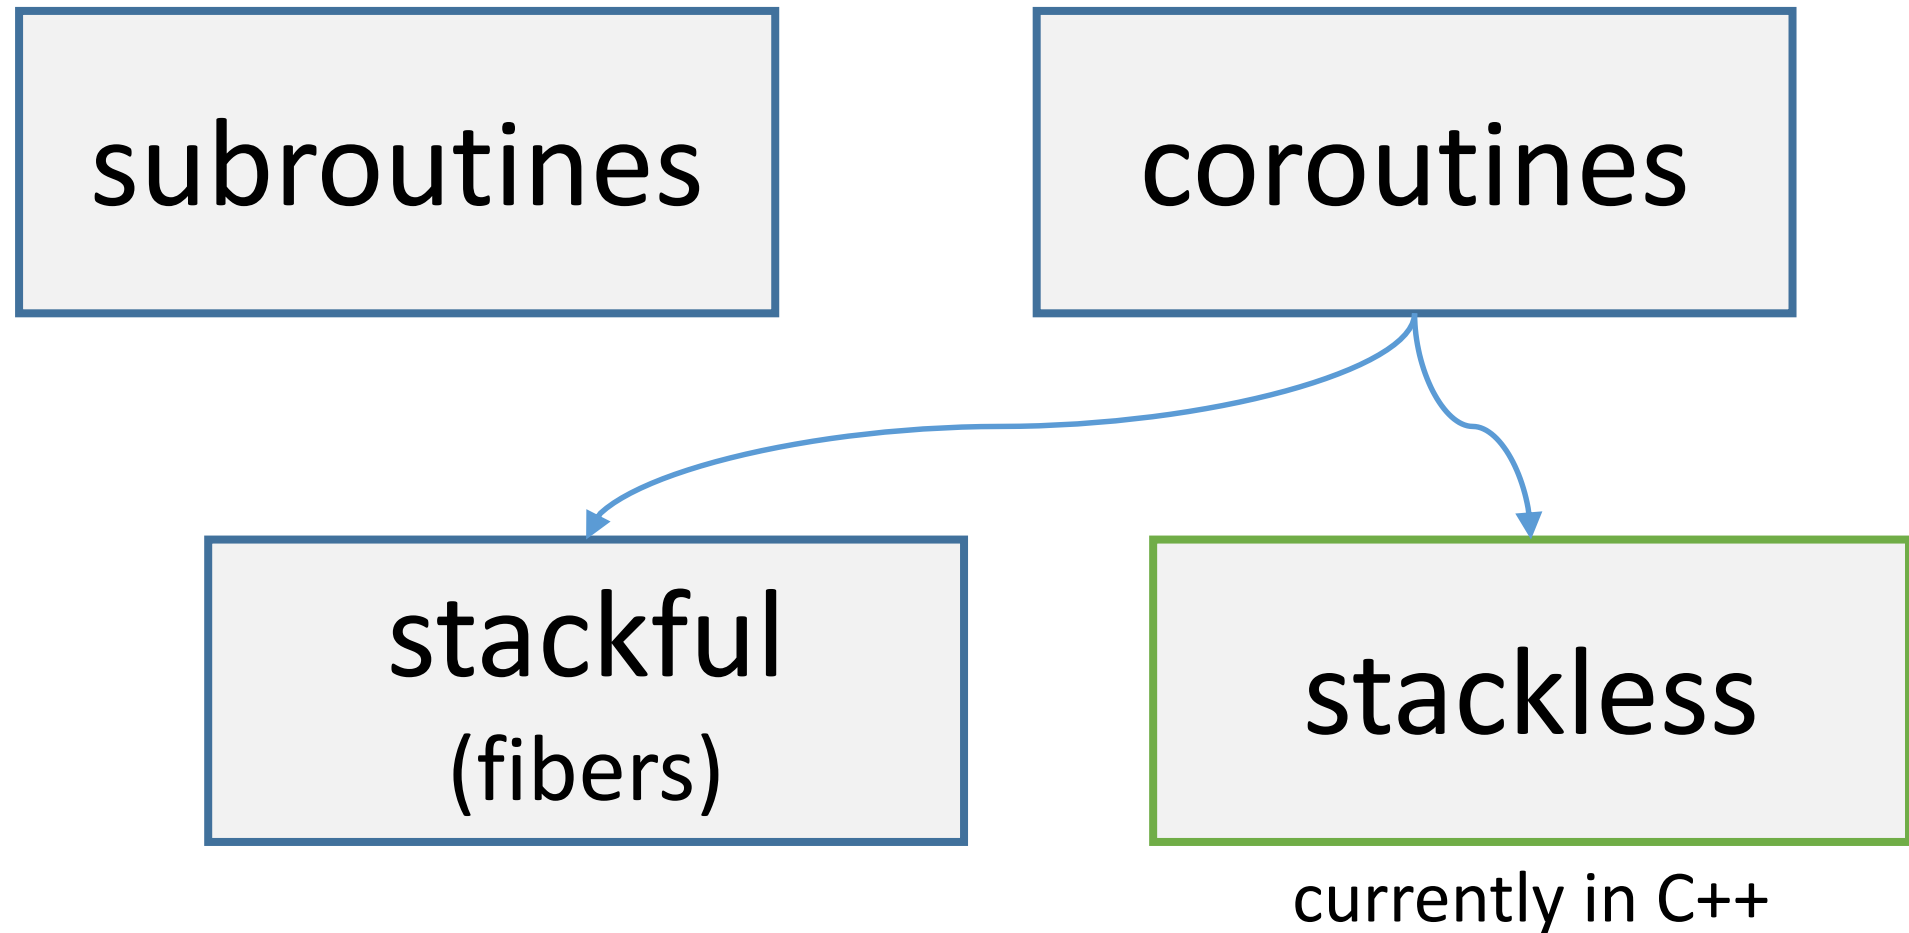 subroutines
coroutines
stackful
(fibers)
stackless
currently in C++